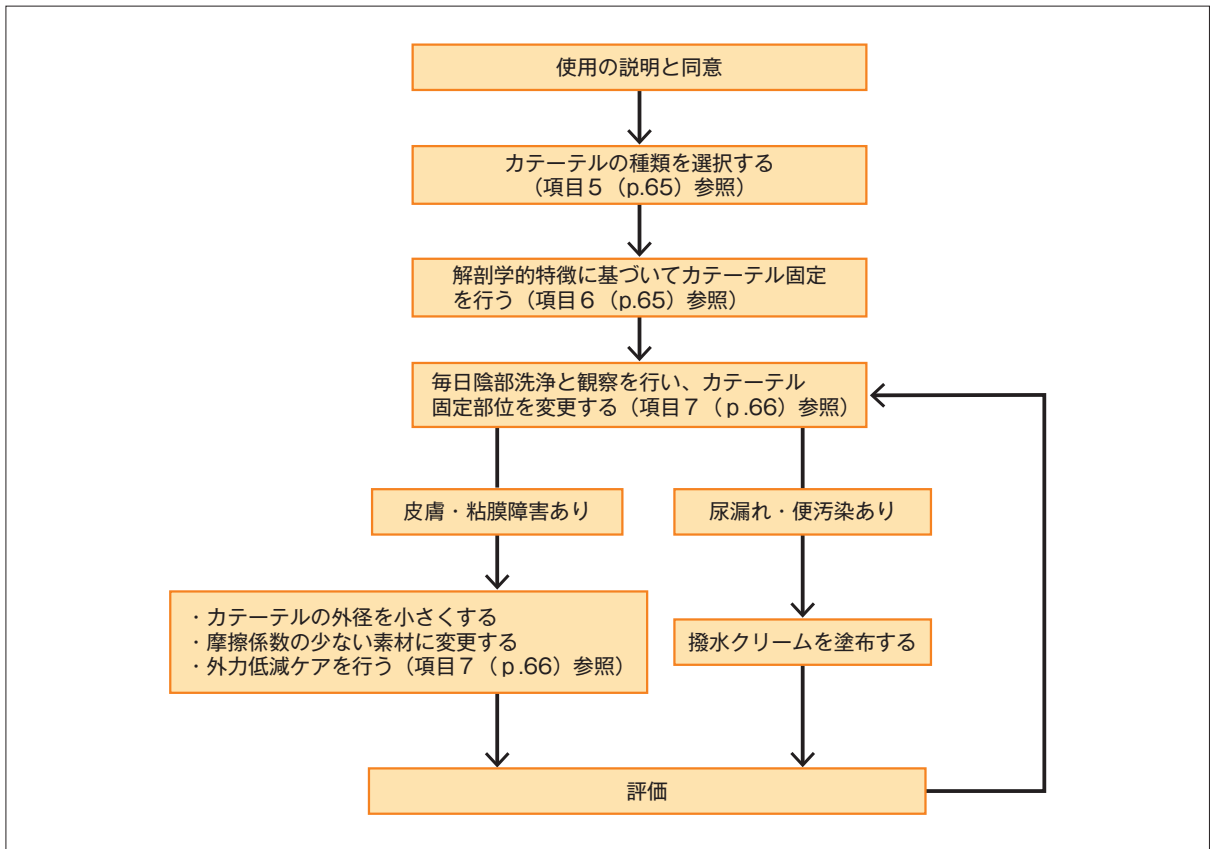 使用の説明と同意
カテーテルの種類を選択する
（項目５（p.65）参照）
解剖学的特徴に基づいてカテーテル固定
を行う（項目６（p.65）参照）
毎日陰部洗浄と観察を行い、カテーテル
固定部位を変更する（項目７（ｐ.66）参照）
皮膚・粘膜障害あり
尿漏れ・便汚染あり
・カテーテルの外径を小さくする
・摩擦係数の少ない素材に変更する
・外力低減ケアを行う（項目７（ｐ.66）参照）
撥水クリームを塗布する
評価